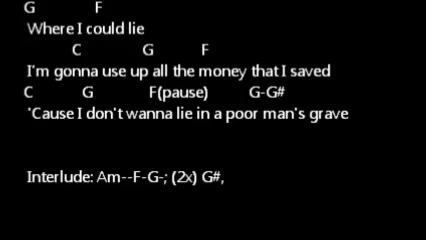 G F
Where I could lie
C G F
I'm gonna use up all the money that I saved
C G F(pause) G-G#
'Cause I don't wanna lie in a poor man's grave
Interlude: Am--F-G-; (2x) G#,